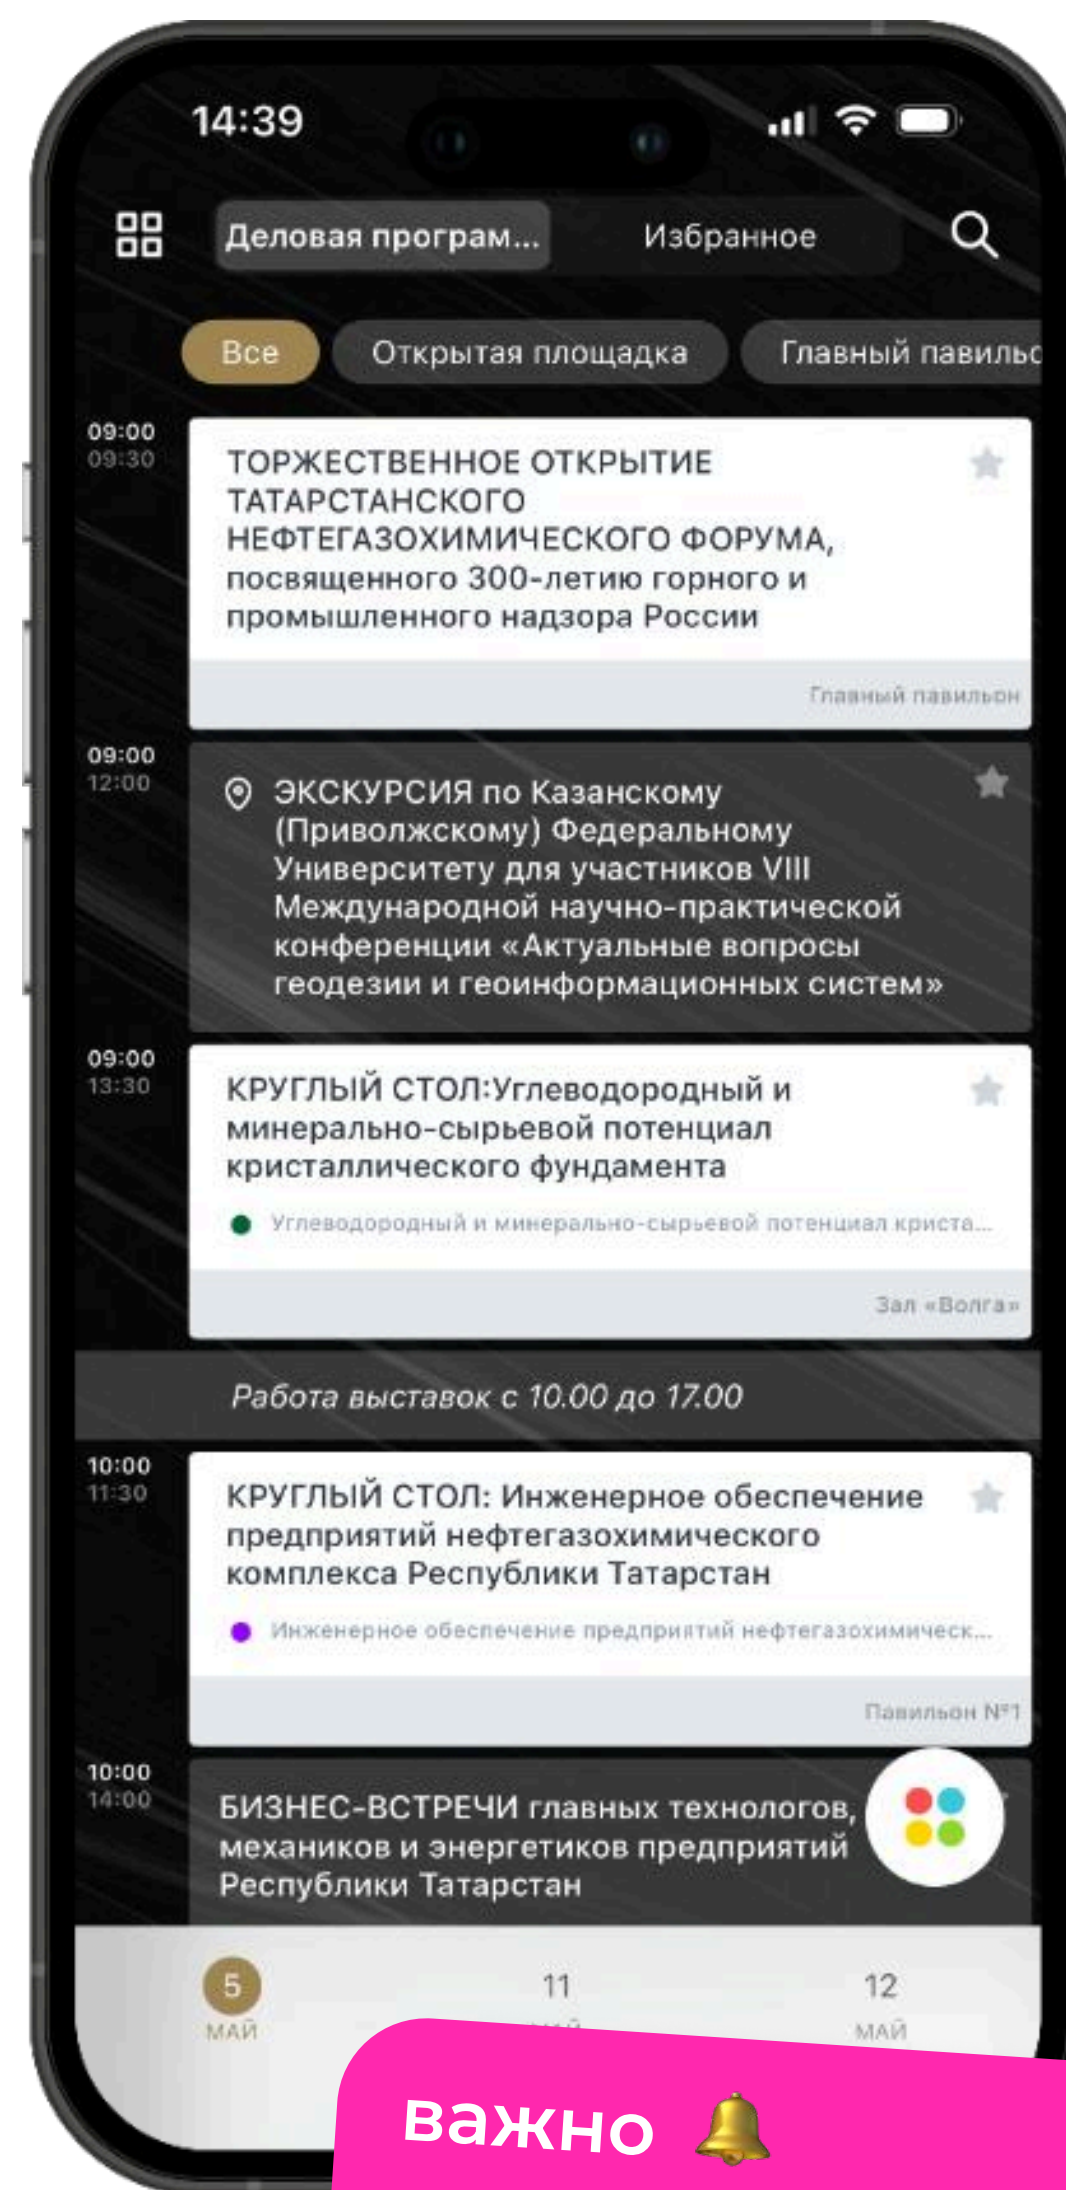 14:39
Деловая програм...
Избранное
Все
Открытая площадка
Главный павильо
09:00
09:30
ТОРЖЕСТВЕННОЕ ОТКРЫТИЕ
ТАТАРСТАНСКОГО
НЕФТЕГАЗОХИМИЧЕСКОГО ФОРУМА,
посвященного 300-летию горного и
промышленного надзора России
Главный павильон
09:00
12:00
ЭКСКУРСИЯ по Казанскому
(Приволжскому) Федеральному
Университету для участников VIII
Международной научно-практической
конференции «Актуальные вопросы
геодезии и геоинформационных систем»
09:00
13:30
КРУГЛЫЙ СТОЛ:Углеводородный и
минерально-сырьевой потенциал
кристаллического фундамента
Углеводородный и минерально-сырьевой потенциал криста...
Зал «Волга»
Работа выставок с 10.00 до 17.00
10:00
11:30
КРУГЛЫЙ СТОЛ: Инженерное обеспечение
предприятий нефтегазохимического
комплекса Республики Татарстан
Инженерное обеспечение предприятий нефтегазохимическ...
Павильон №1
10:00
14:00
БИЗНЕС-ВСТРЕЧИ главных технологов,
механиков и энергетиков предприятий
Республики Татарстан
5
МАЙ
11
МАЙ
12
МАЙ
важно